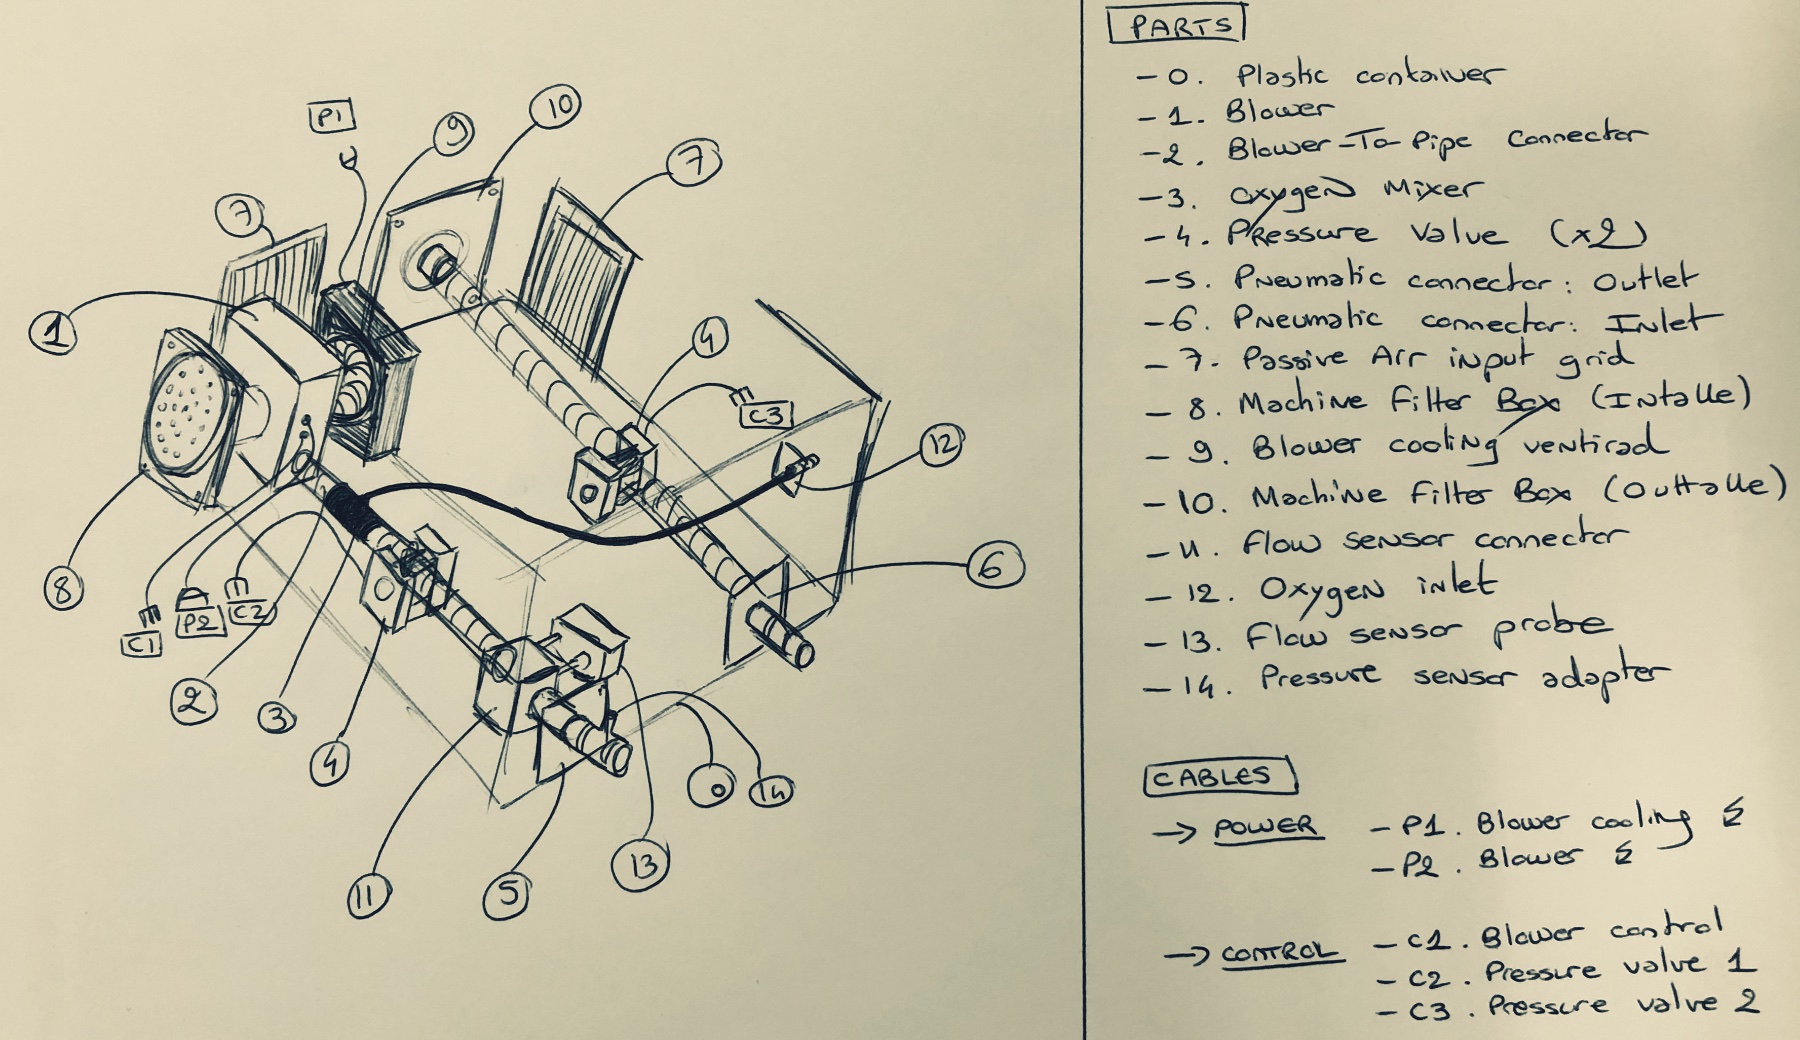 P1
9
10
7
7
1
4
C3
12
8
6
C1
P2
C2
2
3
4
0
14
11
5
13
PARTS
- 0. Plastic container
- 1. Blower
- 2. Blower-To-Pipe Connector
- 3. Oxygen Mixer
- 4. Pressure Valve (x2)
- 5. Pneumatic connector: Outlet
- 6. Pneumatic connector: Inlet
- 7. Passive Air input grid
- 8. Machine Filter Box (Intalle)
- 9. Blower cooling ventirad
- 10. Machine Filter Box (Outtalle)
- 11. Flow sensor connector
- 12. Oxygen inlet
- 13. Flow sensor probe
- 14. Pressure sensor adapter
CABLES
→ POWER - P1. Blower cooling
- P2. Blower
→ CONTROL - C1. Blower control
- C2. Pressure valve 1
- C3. Pressure valve 2